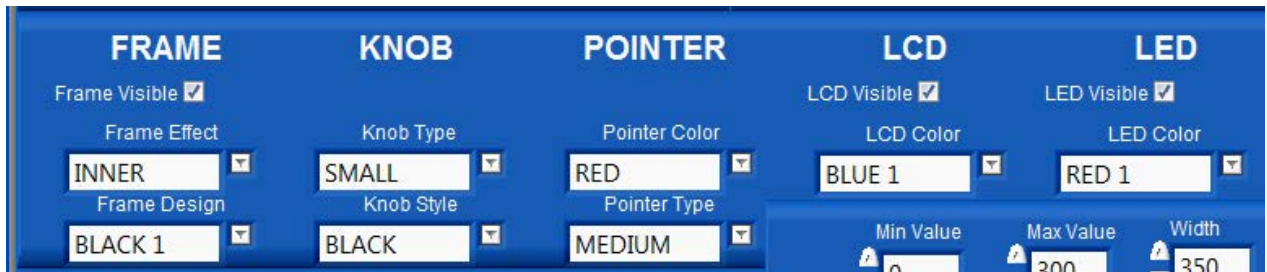 FRAME KNOB POINTER LCD LED
Frame Visible LCD Visible LED Visible
Frame Effect Knob Type Pointer Color LCD Color LED Color
INNER SMALL RED BLUE 1 RED 1
Frame Design Knob Style Pointer Type
Min Value Max Value Width
BLACK 1 BLACK MEDIUM
0 300 350